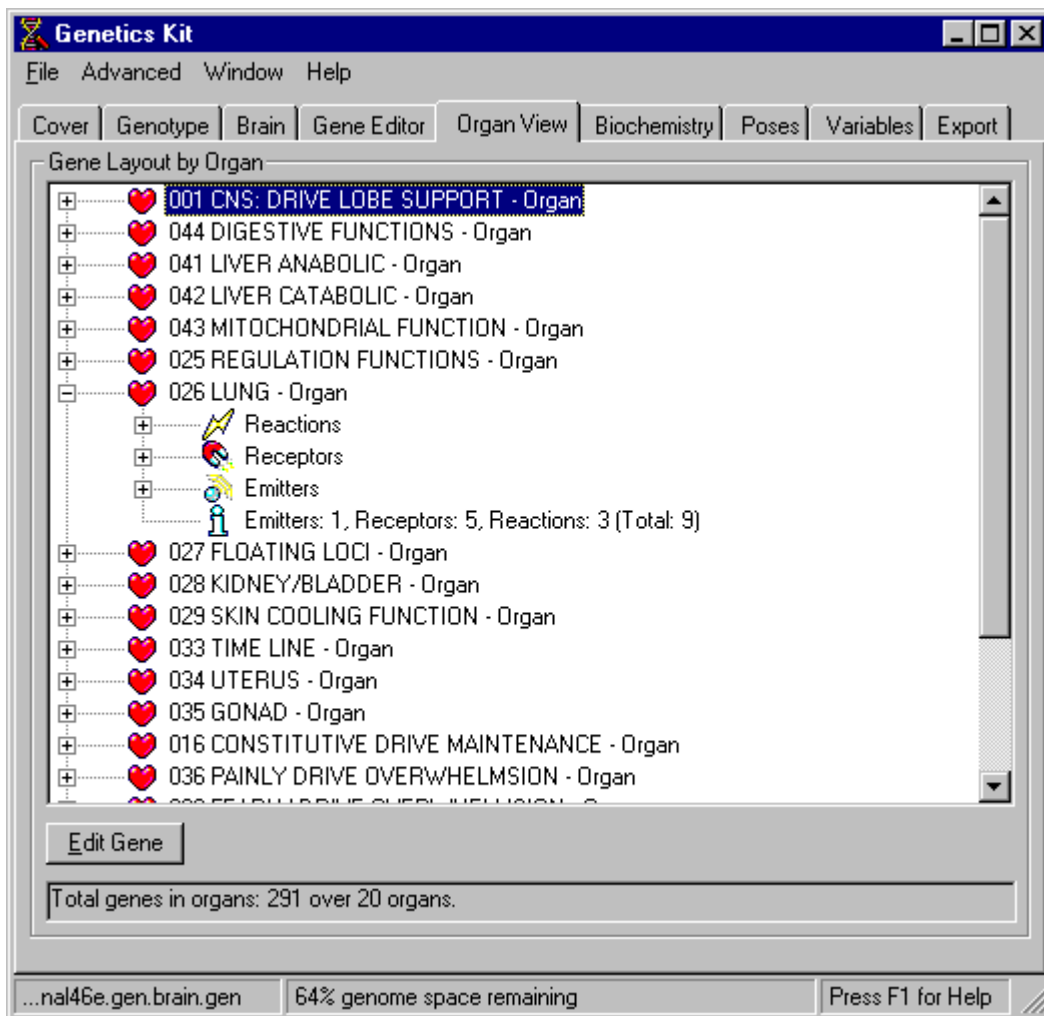 Genetics Kit
File Advanced Window Help
Cover Genotype Brain Gene Editor Organ View Biochemistry Poses Variables Export
Gene Layout by Organ
001 CNS: DRIVE LOBE SUPPORT - Organ
044 DIGESTIVE FUNCTIONS - Organ
041 LIVER ANABOLIC - Organ
042 LIVER CATABOLIC - Organ
043 MITOCHONDRIAL FUNCTION - Organ
025 REGULATION FUNCTIONS - Organ
026 LUNG - Organ
Reactions
Receptors
Emitters
Emitters: 1, Receptors: 5, Reactions: 3 (Total: 9)
027 FLOATING LOCI - Organ
028 KIDNEY/BLADDER - Organ
029 SKIN COOLING FUNCTION - Organ
033 TIME LINE - Organ
034 UTERUS - Organ
035 GONAD - Organ
016 CONSTITUTIVE DRIVE MAINTENANCE - Organ
036 PAINLY DRIVE OVERWHELMSION - Organ
Edit Gene
Total genes in organs: 291 over 20 organs.
...nal46e.gen.brain.gen 64% genome space remaining Press F1 for Help